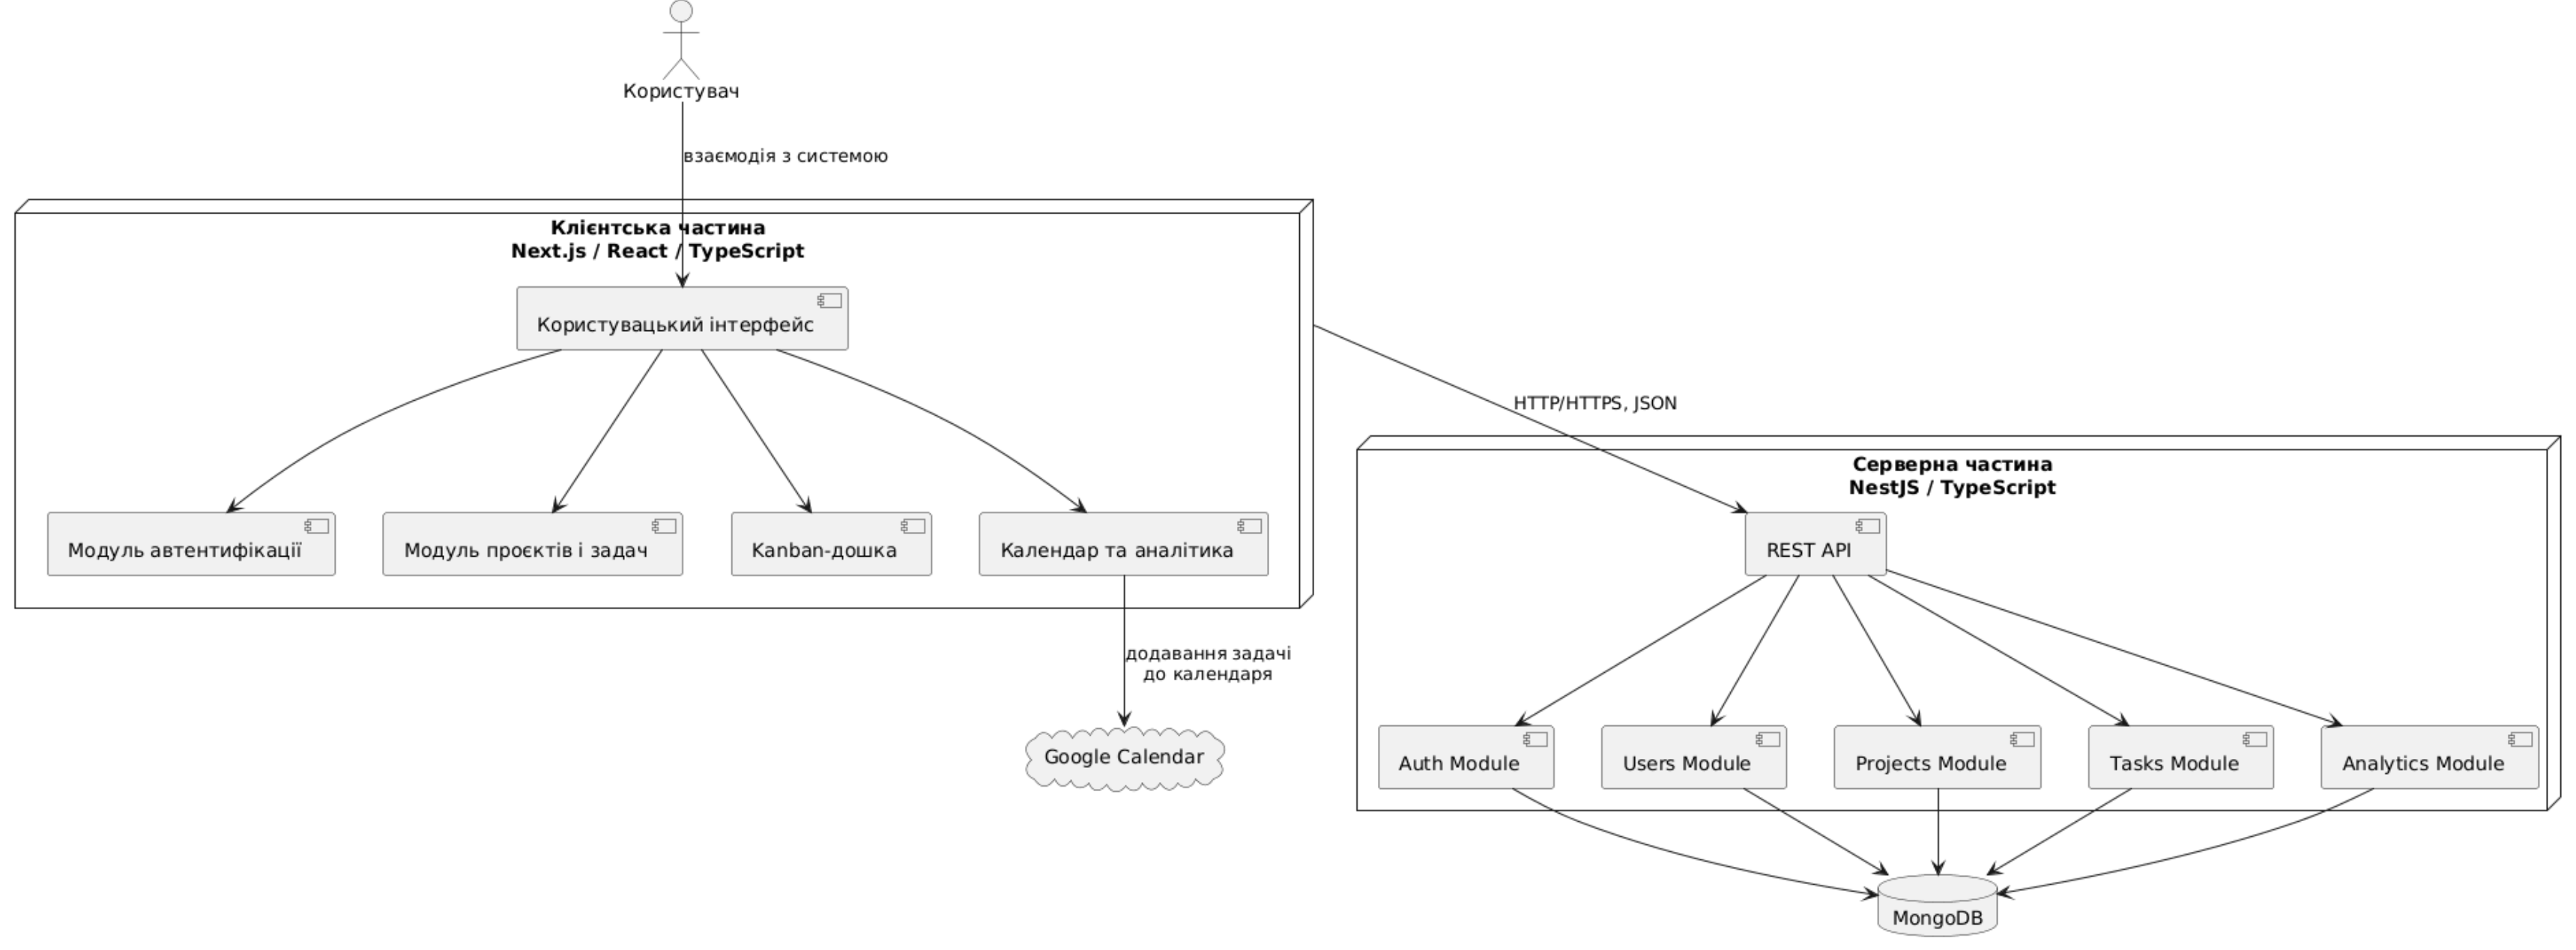 Користувач
взаємодія з системою
Клієнтська частина
Next.js / React / TypeScript
Користувацький інтерфейс
HTTP/HTTPS, JSON
Серверна частина
NestJS / TypeScript
Модуль автентифікації
Модуль проєктів і задач
Kanban-дошка
Календар та аналітика
REST API
додавання задачі
до календаря
Google Calendar
Auth Module
Users Module
Projects Module
Tasks Module
Analytics Module
MongoDB